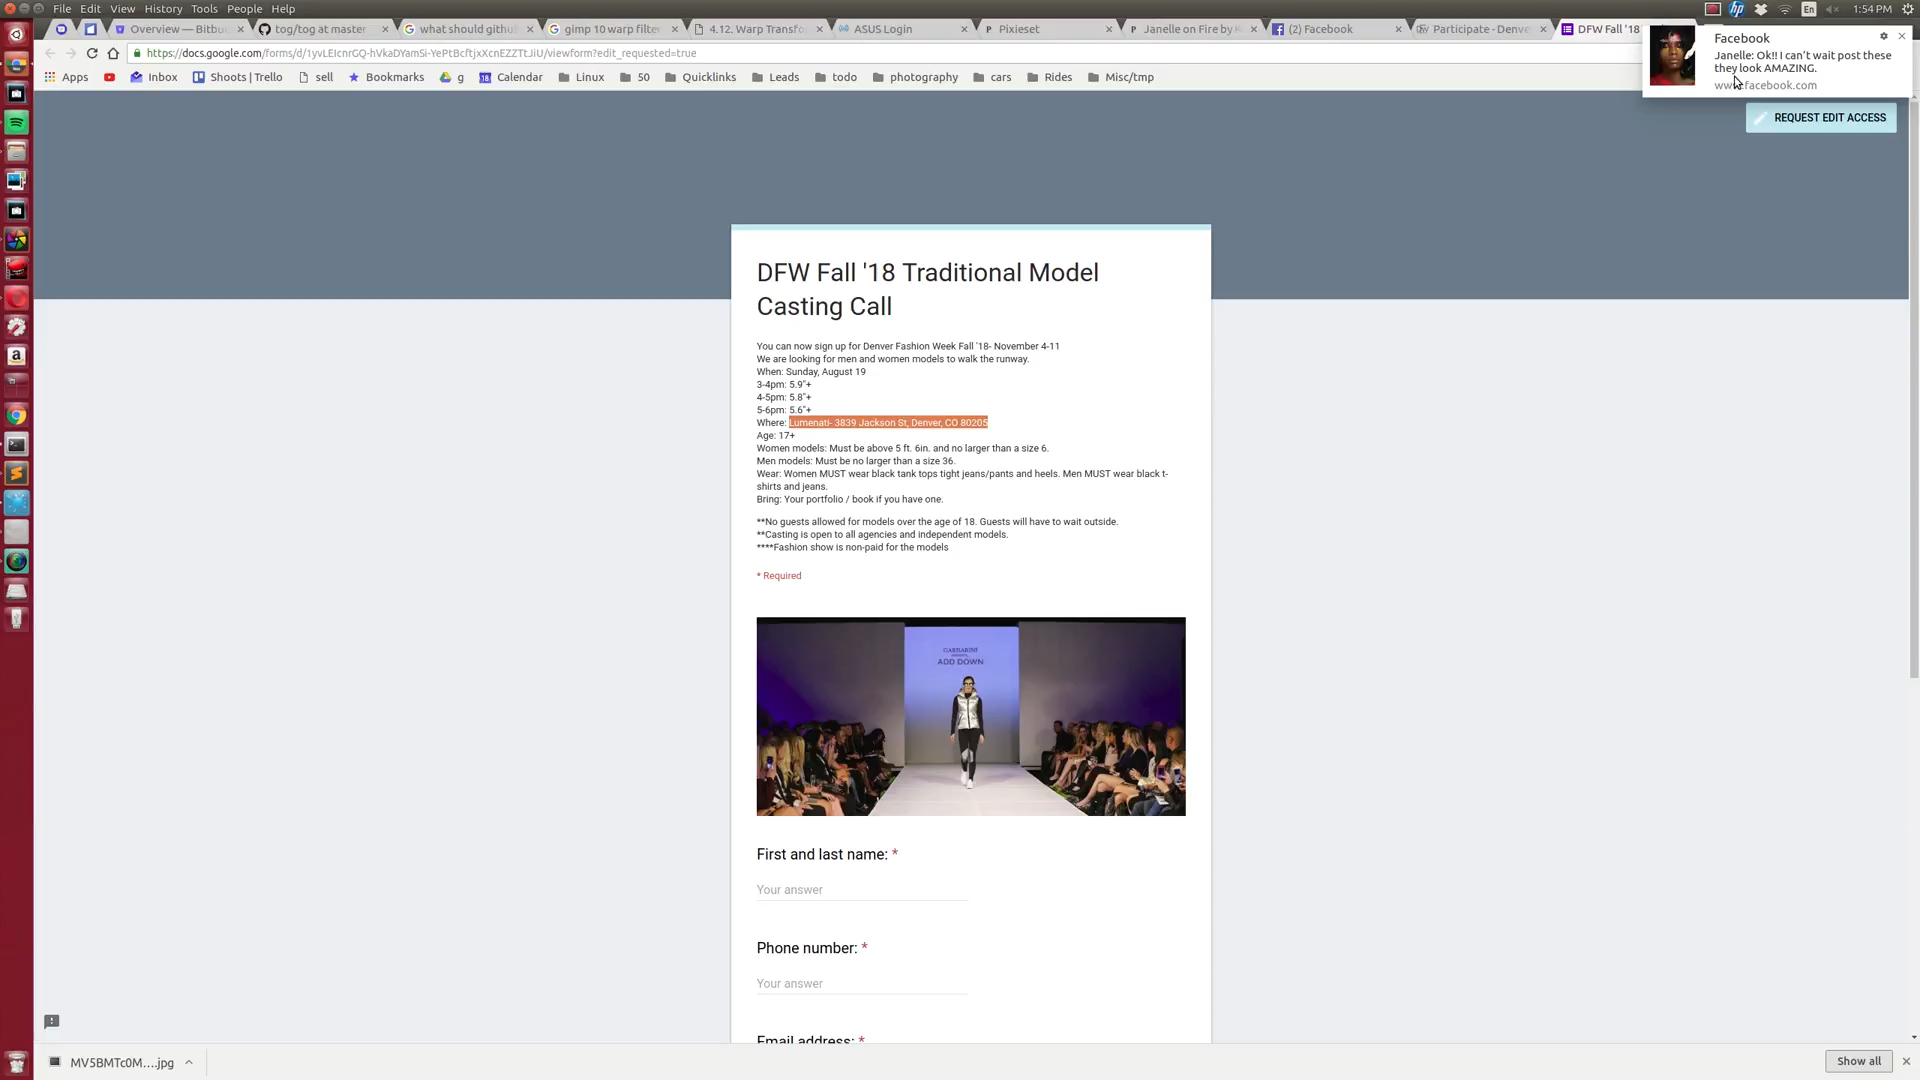 File Edit View History Tools People Help
En 1:54 PM
Overview — Bitbu
tog/tog at master
what should githu
gimp 10 warp filte
4.12. Warp Transfo
ASUS Login
Pixieset
Janelle on Fire by K
(2) Facebook
Participate - Denve
DFW Fall '18
https://docs.google.com/forms/d/1yvLEIcnrGQ-hVkaDYamSi-YePtBcftjxXcnEZZTtJiU/viewform?edit_requested=true
Apps
Inbox
Shoots | Trello
sell
Bookmarks
g
Calendar
Linux
50
Quicklinks
Leads
todo
photography
cars
Rides
Misc/tmp
Facebook
Janelle: Ok!! I can't wait post these
they look AMAZING.
facebook.com
REQUEST EDIT ACCESS
DFW Fall '18 Traditional Model
Casting Call
You can now sign up for Denver Fashion Week Fall '18- November 4-11
We are looking for men and women models to walk the runway.
When: Sunday, August 19
3-4pm: 5.9"+
4-5pm: 5.8"+
5-6pm: 5.6"+
Where: Lumenati- 3839 Jackson St, Denver, CO 80205
Age: 17+
Women models: Must be above 5 ft. 6in. and no larger than a size 6.
Men models: Must be no larger than a size 36.
Wear: Women MUST wear black tank tops tight jeans/pants and heels. Men MUST wear black t-
shirts and jeans.
Bring: Your portfolio / book if you have one.
**No guests allowed for models over the age of 18. Guests will have to wait outside.
**Casting is open to all agencies and independent models.
****Fashion show is non-paid for the models
* Required
ADD DOWN
First and last name: *
Your answer
Phone number: *
Your answer
Email address: *
MV5BMTc0M....jpg
Show all